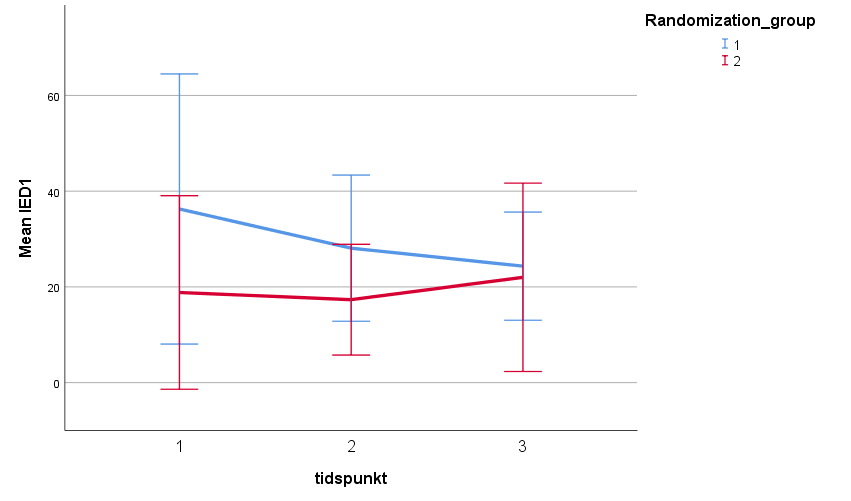 Randomization_group
1
2
Mean IED1
60
40
20
0
1 2 3
tidspunkt